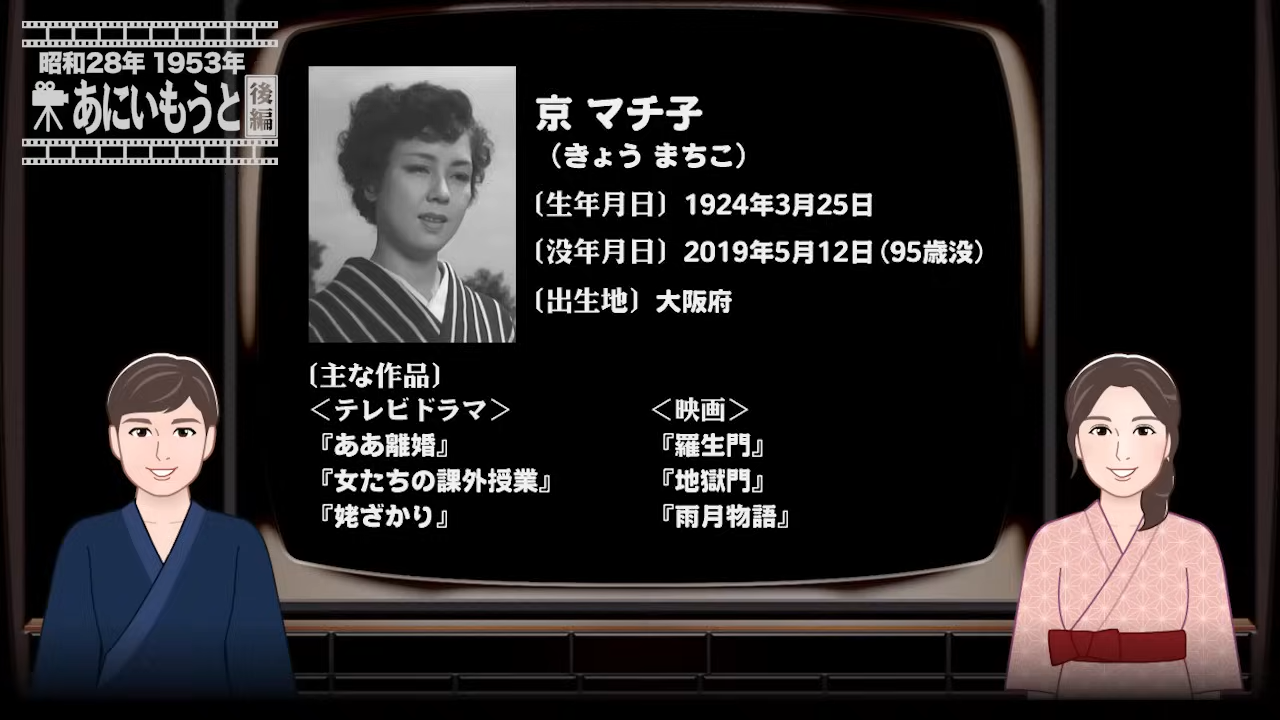 昭和28年 1953年
あにいもうと 後編
京 マチ子
（きょう まちこ）
〔生年月日〕 1924年3月25日
〔没年月日〕 2019年5月12日（95歳没）
〔出生地〕 大阪府
〔主な作品〕
＜テレビドラマ＞ ＜映画＞
『ああ離婚』 『羅生門』
『女たちの課外授業』 『地獄門』
『姥ざかり』 『雨月物語』